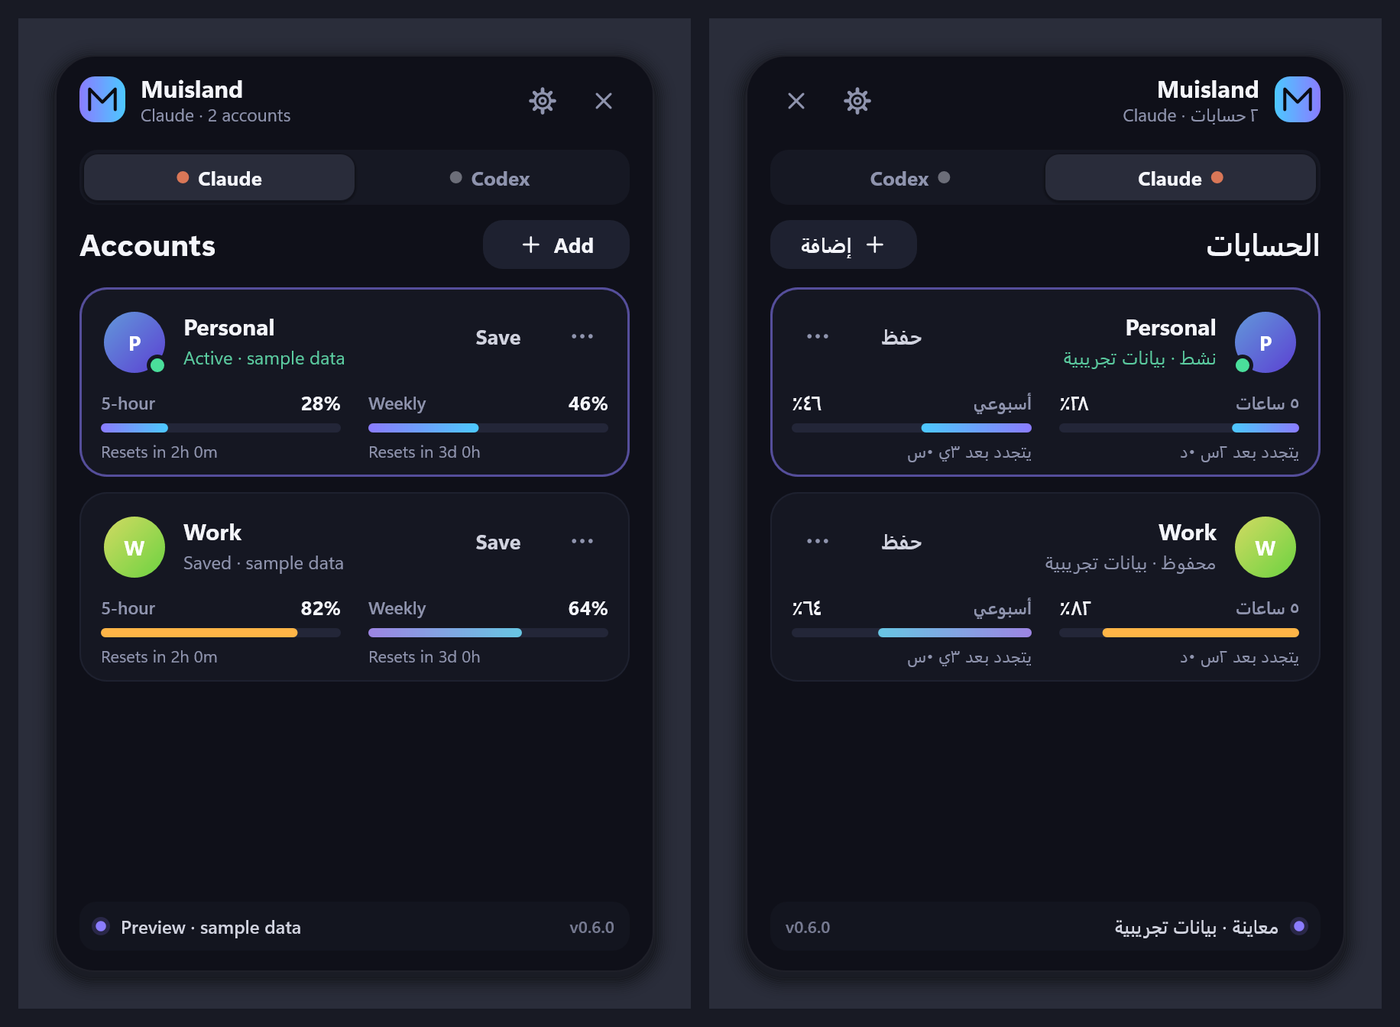 Muisland
Claude · 2 accounts
Claude
Codex
Accounts
+ Add
P
Personal
Active · sample data
Save
5-hour 28%
Resets in 2h 0m
Weekly 46%
Resets in 3d 0h
W
Work
Saved · sample data
Save
5-hour 82%
Resets in 2h 0m
Weekly 64%
Resets in 3d 0h
Preview · sample data
v0.6.0
Muisland
Claude · ٢ حسابات
Claude
Codex
الحسابات
+ إضافة
P
Personal
نشط · بيانات تجريبية
حفظ
٥ ساعات ٢٨٪
يتجدد بعد ٢س ٠د
أسبوعي ٤٦٪
يتجدد بعد ٣ي ٠س
W
Work
محفوظ · بيانات تجريبية
حفظ
٥ ساعات ٨٢٪
يتجدد بعد ٢س ٠د
أسبوعي ٦٤٪
يتجدد بعد ٣ي ٠س
معاينة · بيانات تجريبية
v0.6.0